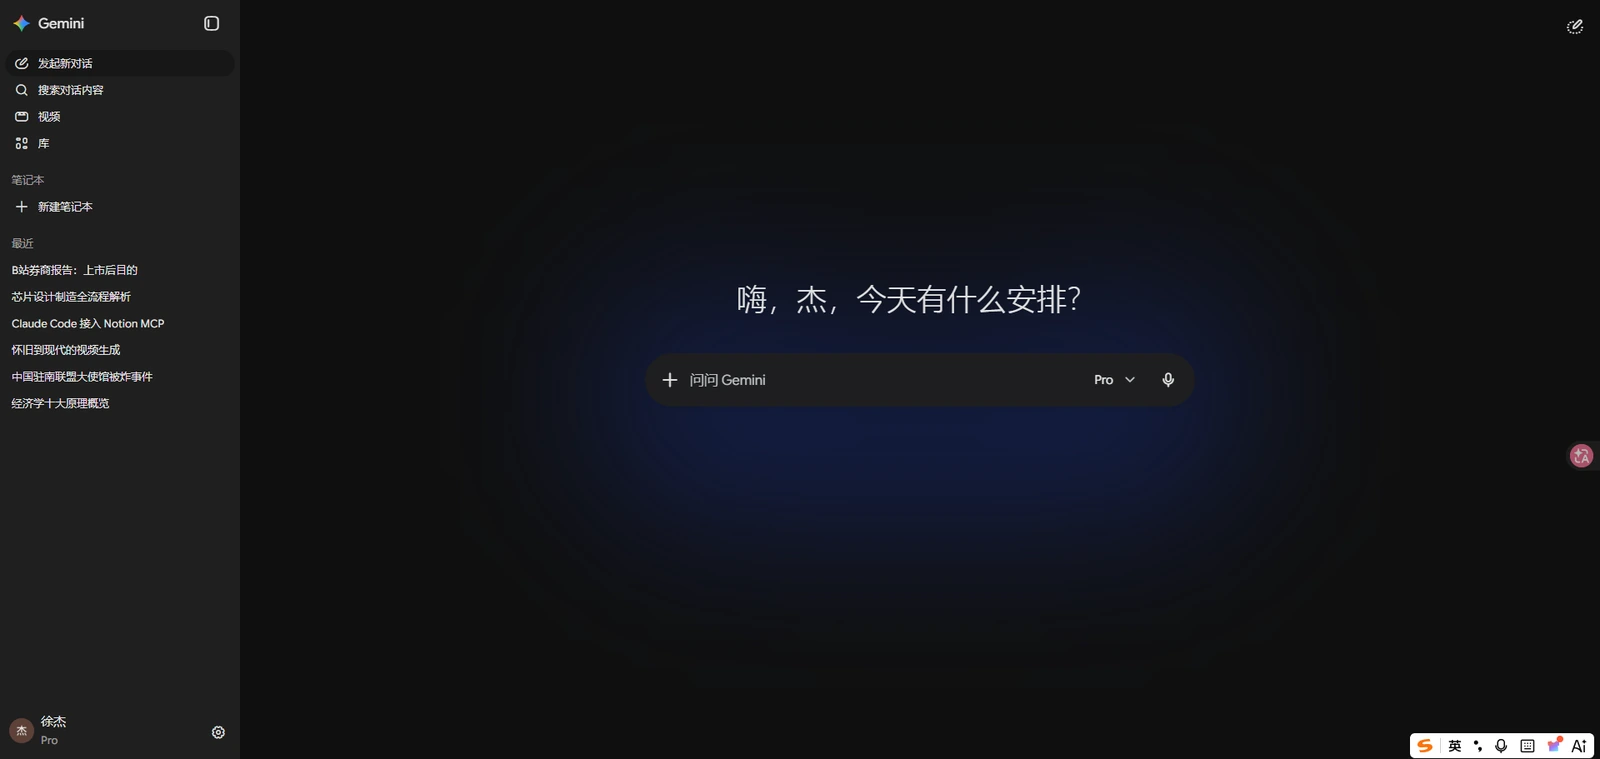 Gemini
发起新对话
搜索对话内容
视频
库
笔记本
新建笔记本
最近
B站券商报告：上市后目的
芯片设计制造全流程解析
Claude Code 接入 Notion MCP
怀旧到现代的视频生成
中国驻南联盟大使馆被炸事件
经济学十大原理概览
杰
徐杰
Pro
嗨，杰，今天有什么安排？
问问 Gemini
Pro
A
S
英
Ai